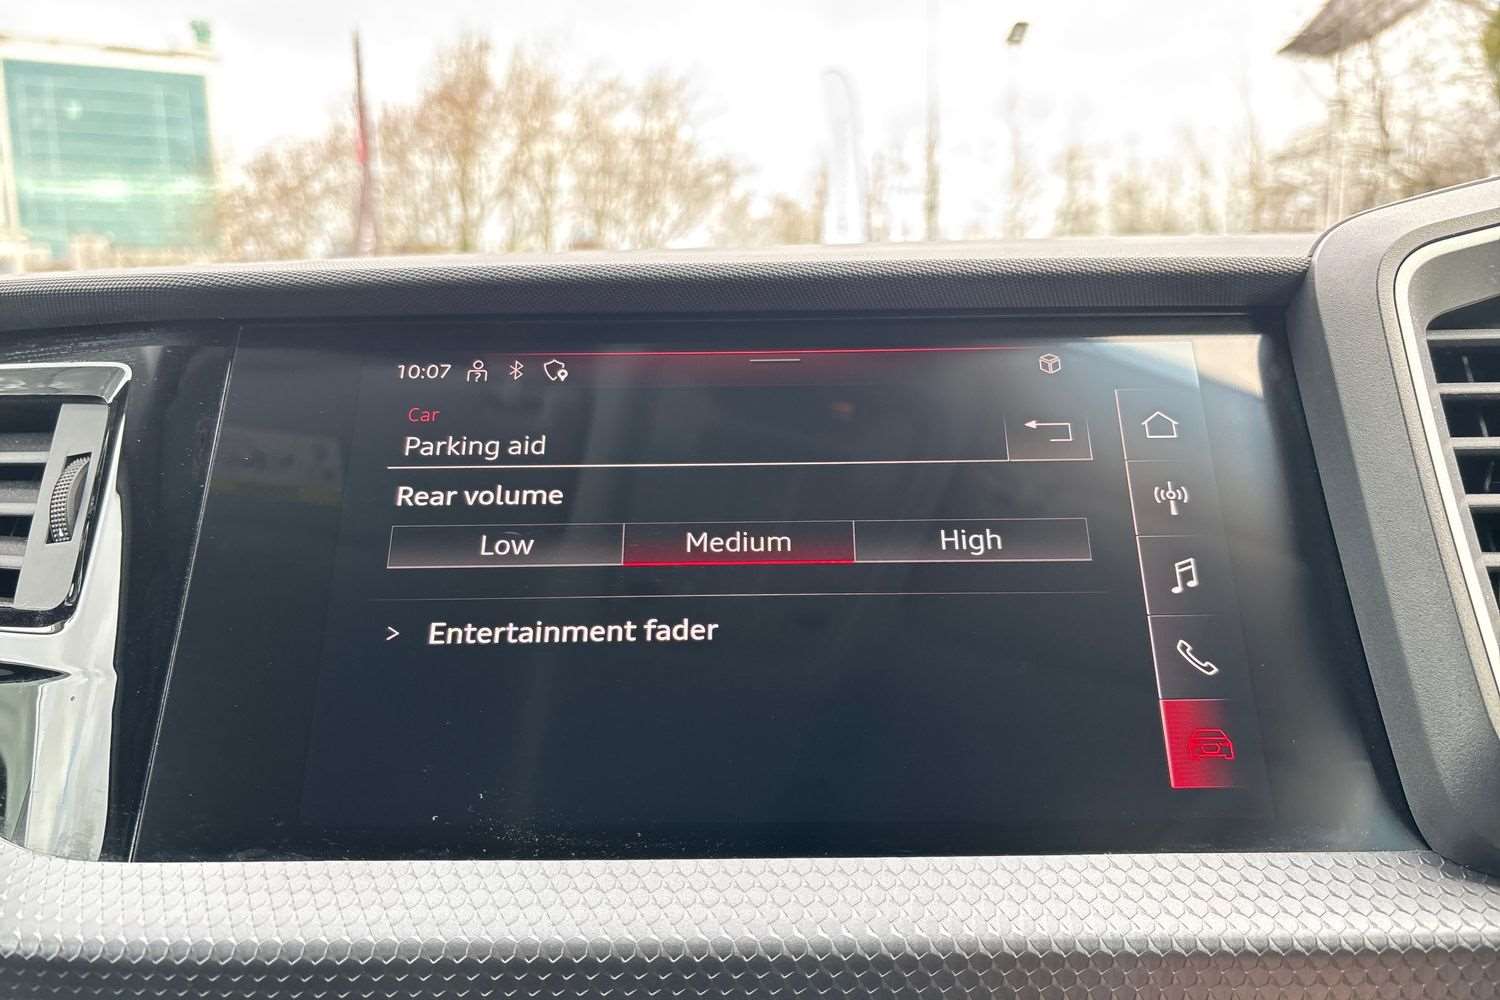 10:07
Car
Parking aid
Rear volume
Low Medium High
> Entertainment fader